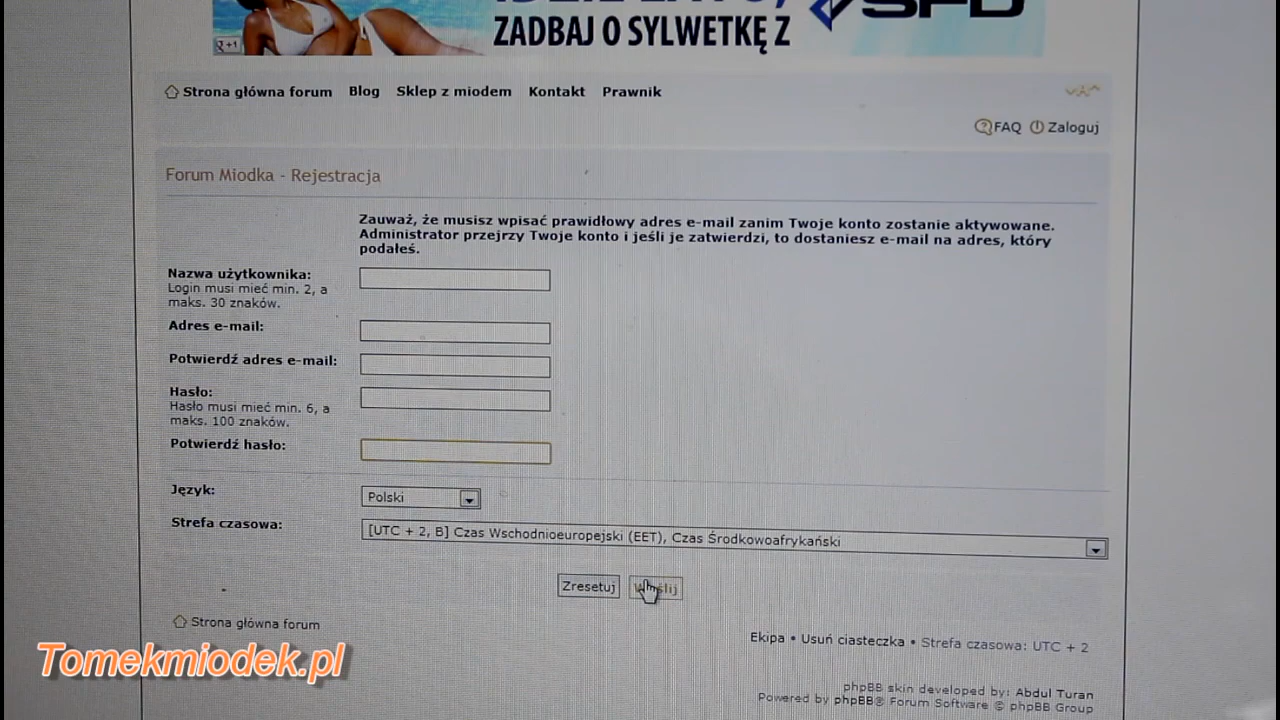 ZADBAJ O SYLWETKĘ Z
SFD
+1
Strona główna forum Blog Sklep z miodem Kontakt Prawnik
FAQ Zaloguj
Forum Miodka - Rejestracja
Zauważ, że musisz wpisać prawidłowy adres e-mail zanim Twoje konto zostanie aktywowane.
Administrator przejrzy Twoje konto i jeśli je zatwierdzi, to dostaniesz e-mail na adres, który
podałeś.
Nazwa użytkownika:
Login musi mieć min. 2, a
maks. 30 znaków.
Adres e-mail:
Potwierdź adres e-mail:
Hasło:
Hasło musi mieć min. 6, a
maks. 100 znaków.
Potwierdź hasło:
Język:
Polski
Strefa czasowa:
[UTC + 2, B] Czas Wschodnioeuropejski (EET), Czas Środkowoafrykański
Zresetuj
Strona główna forum
Ekipa • Usuń ciasteczka • Strefa czasowa: UTC + 2
Tomekmiodek.pl
phpBB skin developed by: Abdul Turan
Powered by phpBB® Forum Software © phpBB Group